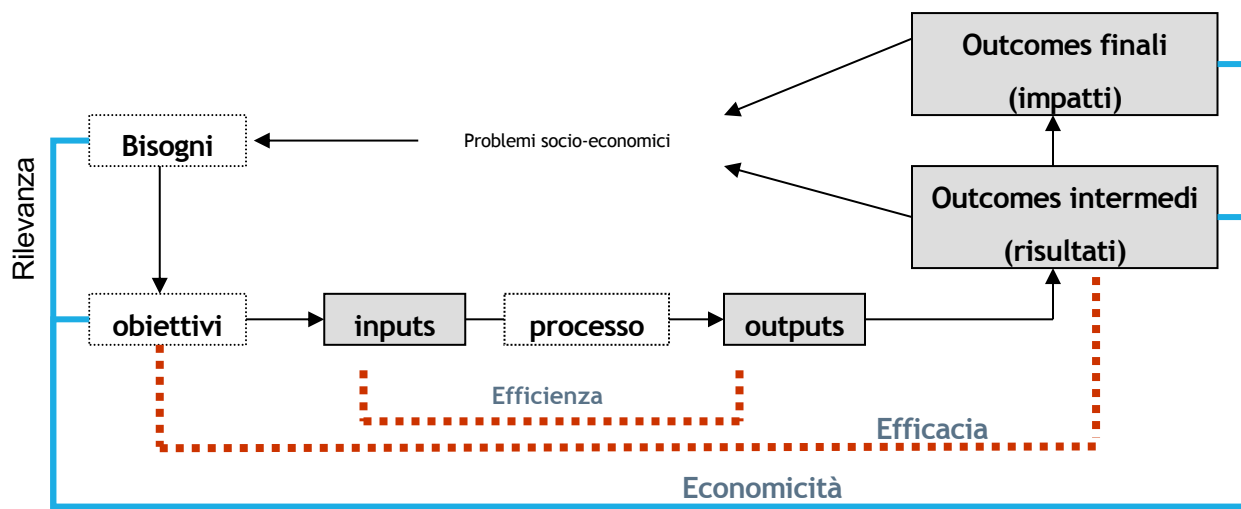 Outcomes finali
(impatti)
Bisogni
Problemi socio-economici
Outcomes intermedi
(risultati)
Rilevanza
obiettivi
inputs
processo
outputs
Efficienza
Efficacia
Economicità